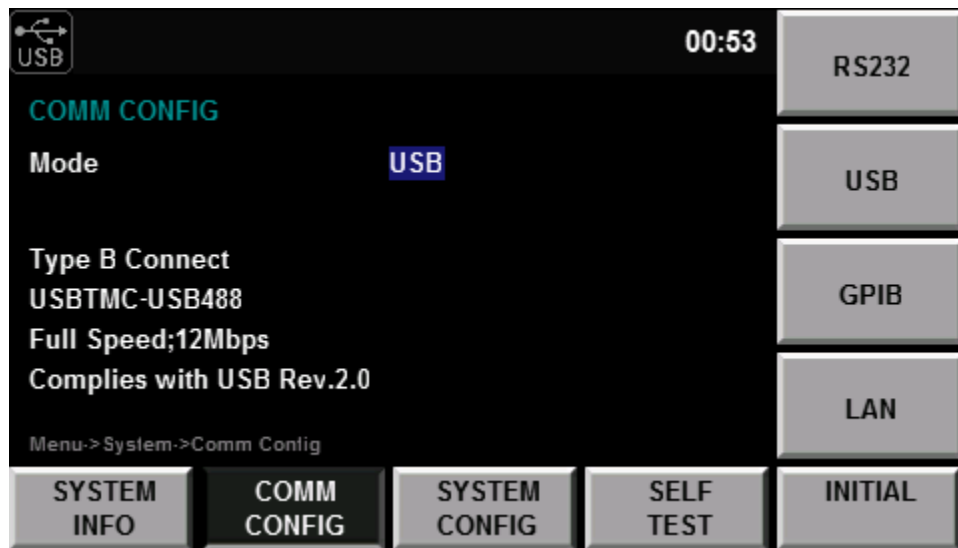 USB
00:53
COMM CONFIG
Mode USB
Type B Connect
USBTMC-USB488
Full Speed;12Mbps
Complies with USB Rev.2.0
Menu->System->Comm Config
RS232
USB
GPIB
LAN
SYSTEM INFO
COMM CONFIG
SYSTEM CONFIG
SELF TEST
INITIAL